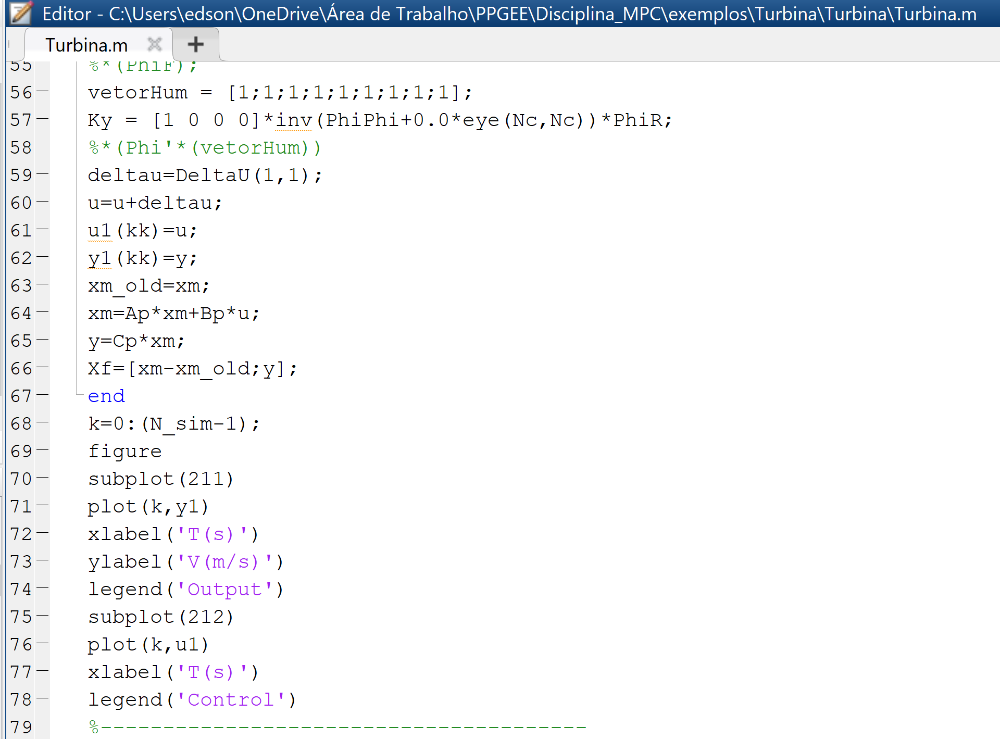 Editor - C:\Users\edson\OneDrive\Área de Trabalho\PPGEE\Disciplina_MPC\exemplos\Turbina\Turbina\Turbina.m
Turbina.m
55 %*(PhiF);
56 vetorHum = [1;1;1;1;1;1;1;1;1];
57 Ky = [1 0 0 0]*inv(PhiPhi+0.0*eye(Nc,Nc))*PhiR;
58 %*(Phi'*(vetorHum))
59 deltau=DeltaU(1,1);
60 u=u+deltau;
61 u1(kk)=u;
62 y1(kk)=y;
63 xm_old=xm;
64 xm=Ap*xm+Bp*u;
65 y=Cp*xm;
66 Xf=[xm-xm_old;y];
67 end
68 k=0:(N_sim-1);
69 figure
70 subplot(211)
71 plot(k,y1)
72 xlabel('T(s)')
73 ylabel('V(m/s)')
74 legend('Output')
75 subplot(212)
76 plot(k,u1)
77 xlabel('T(s)')
78 legend('Control')
79 %---------------------------------------